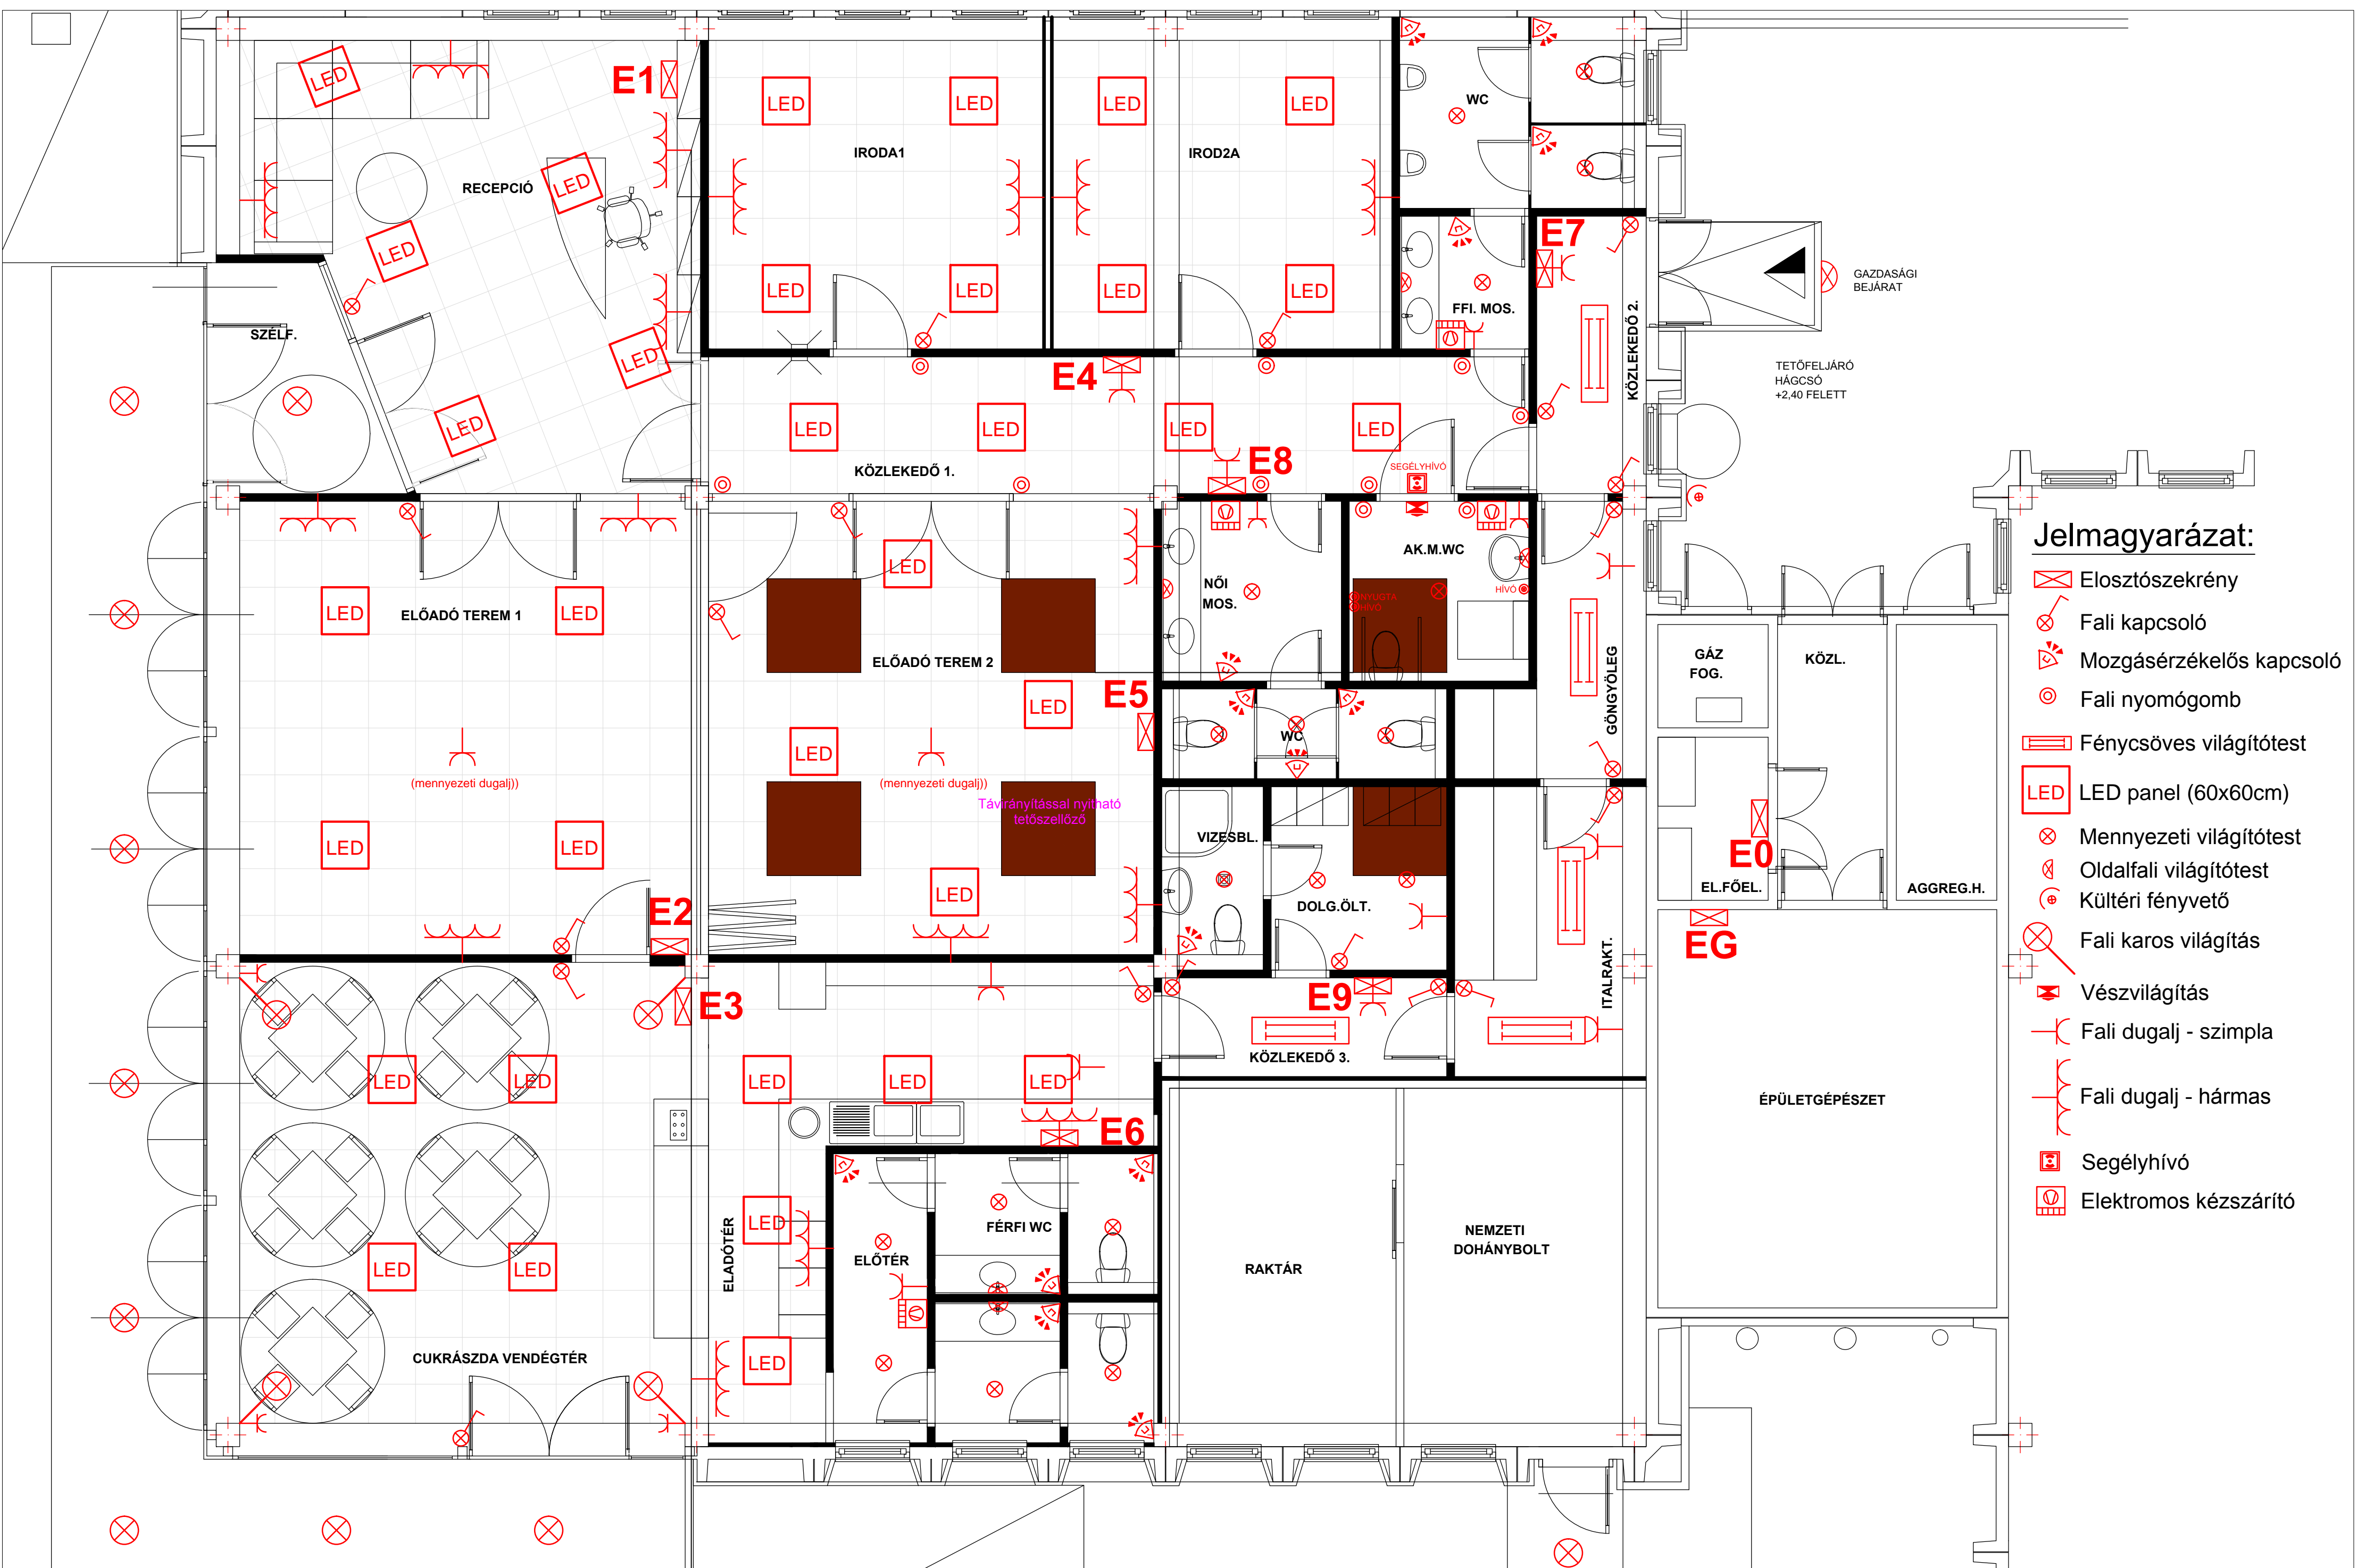 E1
LED
LED
LED
LED
LED
RECEPCIÓ
SZÉLF.
LED
LED
IRODA1
LED
LED
LED
LED
IROD2A
LED
LED
WC
E7
FFI. MOS.
KÖZLEKEDŐ 2.
GAZDASÁGI
BEJÁRAT
TETŐFELJÁRÓ
HÁGCSÓ
+2,40 FELETT
E4
LED
LED
LED
LED
KÖZLEKEDŐ 1.
E8
SEGÉLYHÍVÓ
LED
LED
ELŐADÓ TEREM 1
(mennyezeti dugalj))
LED
LED
E2
LED
ELŐADÓ TEREM 2
LED
LED
(mennyezeti dugalj))
Távirányítással nyitható
tetőszellőző
LED
E5
NŐI
MOS.
AK.M.WC
NYUGTA
HÍVÓ
HÍVÓ
WC
GÖNGYÖLEG
VIZESBL.
DOLG.ÖLT.
ITALRAKT.
GÁZ
FOG.
KÖZL.
E0
EL.FŐEL.
AGGREG.H.
EG
ÉPÜLETGÉPÉSZET
E3
LED
LED
LED
LED
CUKRÁSZDA VENDÉGTÉR
LED
LED
LED
E6
LED
LED
ELADÓTÉR
ELŐTÉR
FÉRFI WC
E9
KÖZLEKEDŐ 3.
RAKTÁR
NEMZETI
DOHÁNYBOLT
Jelmagyarázat:
Elosztószekrény
Fali kapcsoló
Mozgásérzékelős kapcsoló
Fali nyomógomb
Fénycsöves világítótest
LED LED panel (60x60cm)
Mennyezeti világítótest
Oldalfali világítótest
Kültéri fényvető
Fali karos világítás
Vészvilágítás
Fali dugalj - szimpla
Fali dugalj - hármas
Segélyhívó
Elektromos kézszárító